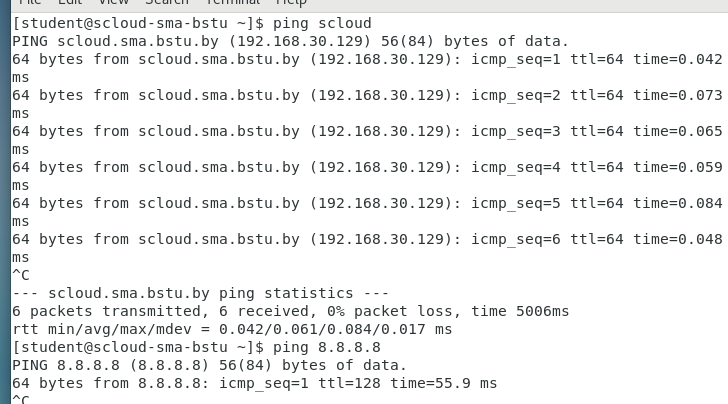 File Edit View Search Terminal Help
[student@scloud-sma-bstu ~]$ ping scloud
PING scloud.sma.bstu.by (192.168.30.129) 56(84) bytes of data.
64 bytes from scloud.sma.bstu.by (192.168.30.129): icmp_seq=1 ttl=64 time=0.042
ms
64 bytes from scloud.sma.bstu.by (192.168.30.129): icmp_seq=2 ttl=64 time=0.073
ms
64 bytes from scloud.sma.bstu.by (192.168.30.129): icmp_seq=3 ttl=64 time=0.065
ms
64 bytes from scloud.sma.bstu.by (192.168.30.129): icmp_seq=4 ttl=64 time=0.059
ms
64 bytes from scloud.sma.bstu.by (192.168.30.129): icmp_seq=5 ttl=64 time=0.084
ms
64 bytes from scloud.sma.bstu.by (192.168.30.129): icmp_seq=6 ttl=64 time=0.048
ms
^C
--- scloud.sma.bstu.by ping statistics ---
6 packets transmitted, 6 received, 0% packet loss, time 5006ms
rtt min/avg/max/mdev = 0.042/0.061/0.084/0.017 ms
[student@scloud-sma-bstu ~]$ ping 8.8.8.8
PING 8.8.8.8 (8.8.8.8) 56(84) bytes of data.
64 bytes from 8.8.8.8: icmp_seq=1 ttl=128 time=55.9 ms
^C